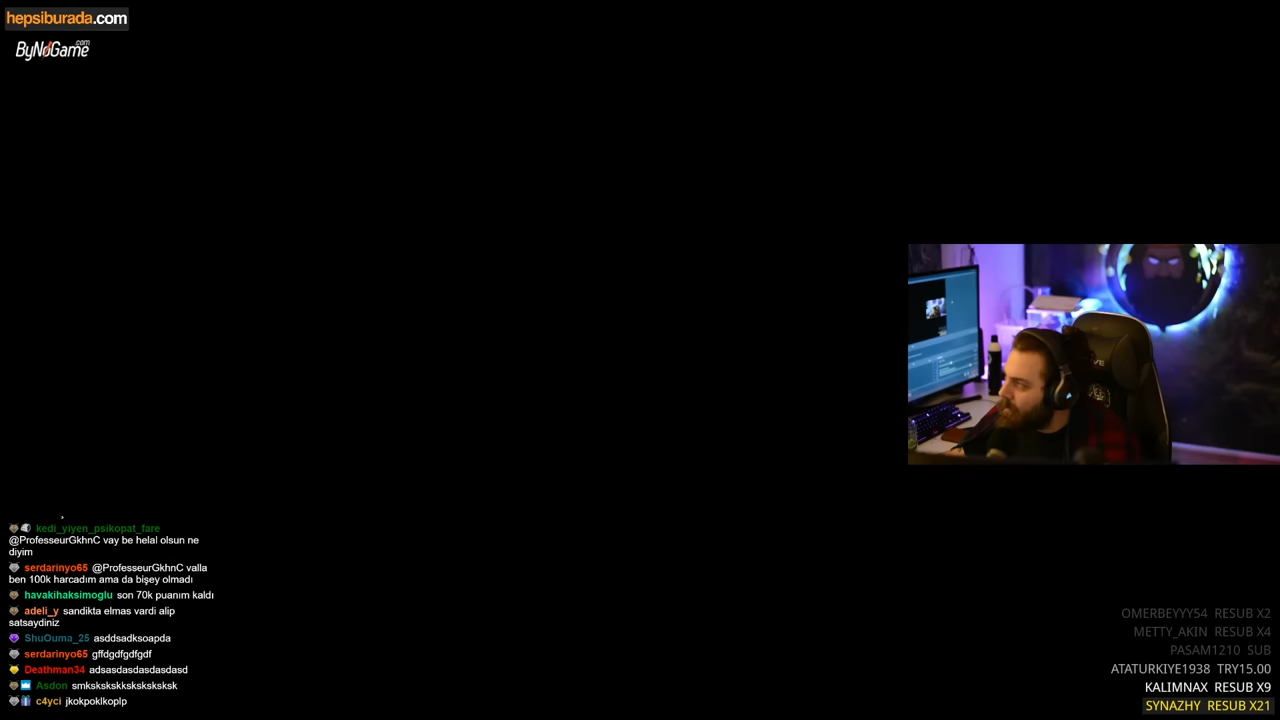 hepsiburada.com
ByNoGame.com
kedi_yiyen_psikopat_fare
@ProfesseurGkhnC vay be helal olsun ne
diyim
serdarinyo65 @ProfesseurGkhnC valla
ben 100k harcadım ama da bişey olmadı
havakihaksimoglu son 70k puanım kaldı
adeli_y sandikta elmas vardi alip
satsaydiniz
ShuOuma_25 asddsadksoapda
serdarinyo65 gffdgdfgdfgdf
Deathman34 adsasdasdasdasdasd
Asdon smksksksksksksksksk
c4yci jkokpoklkoplp
OMERBEYYY54 RESUB X2
METTY_AKIN RESUB X4
PASAM1210 SUB
ATATURKIYE1938 TRY15.00
KALIMNAX RESUB X9
SYNAZHY RESUB X21